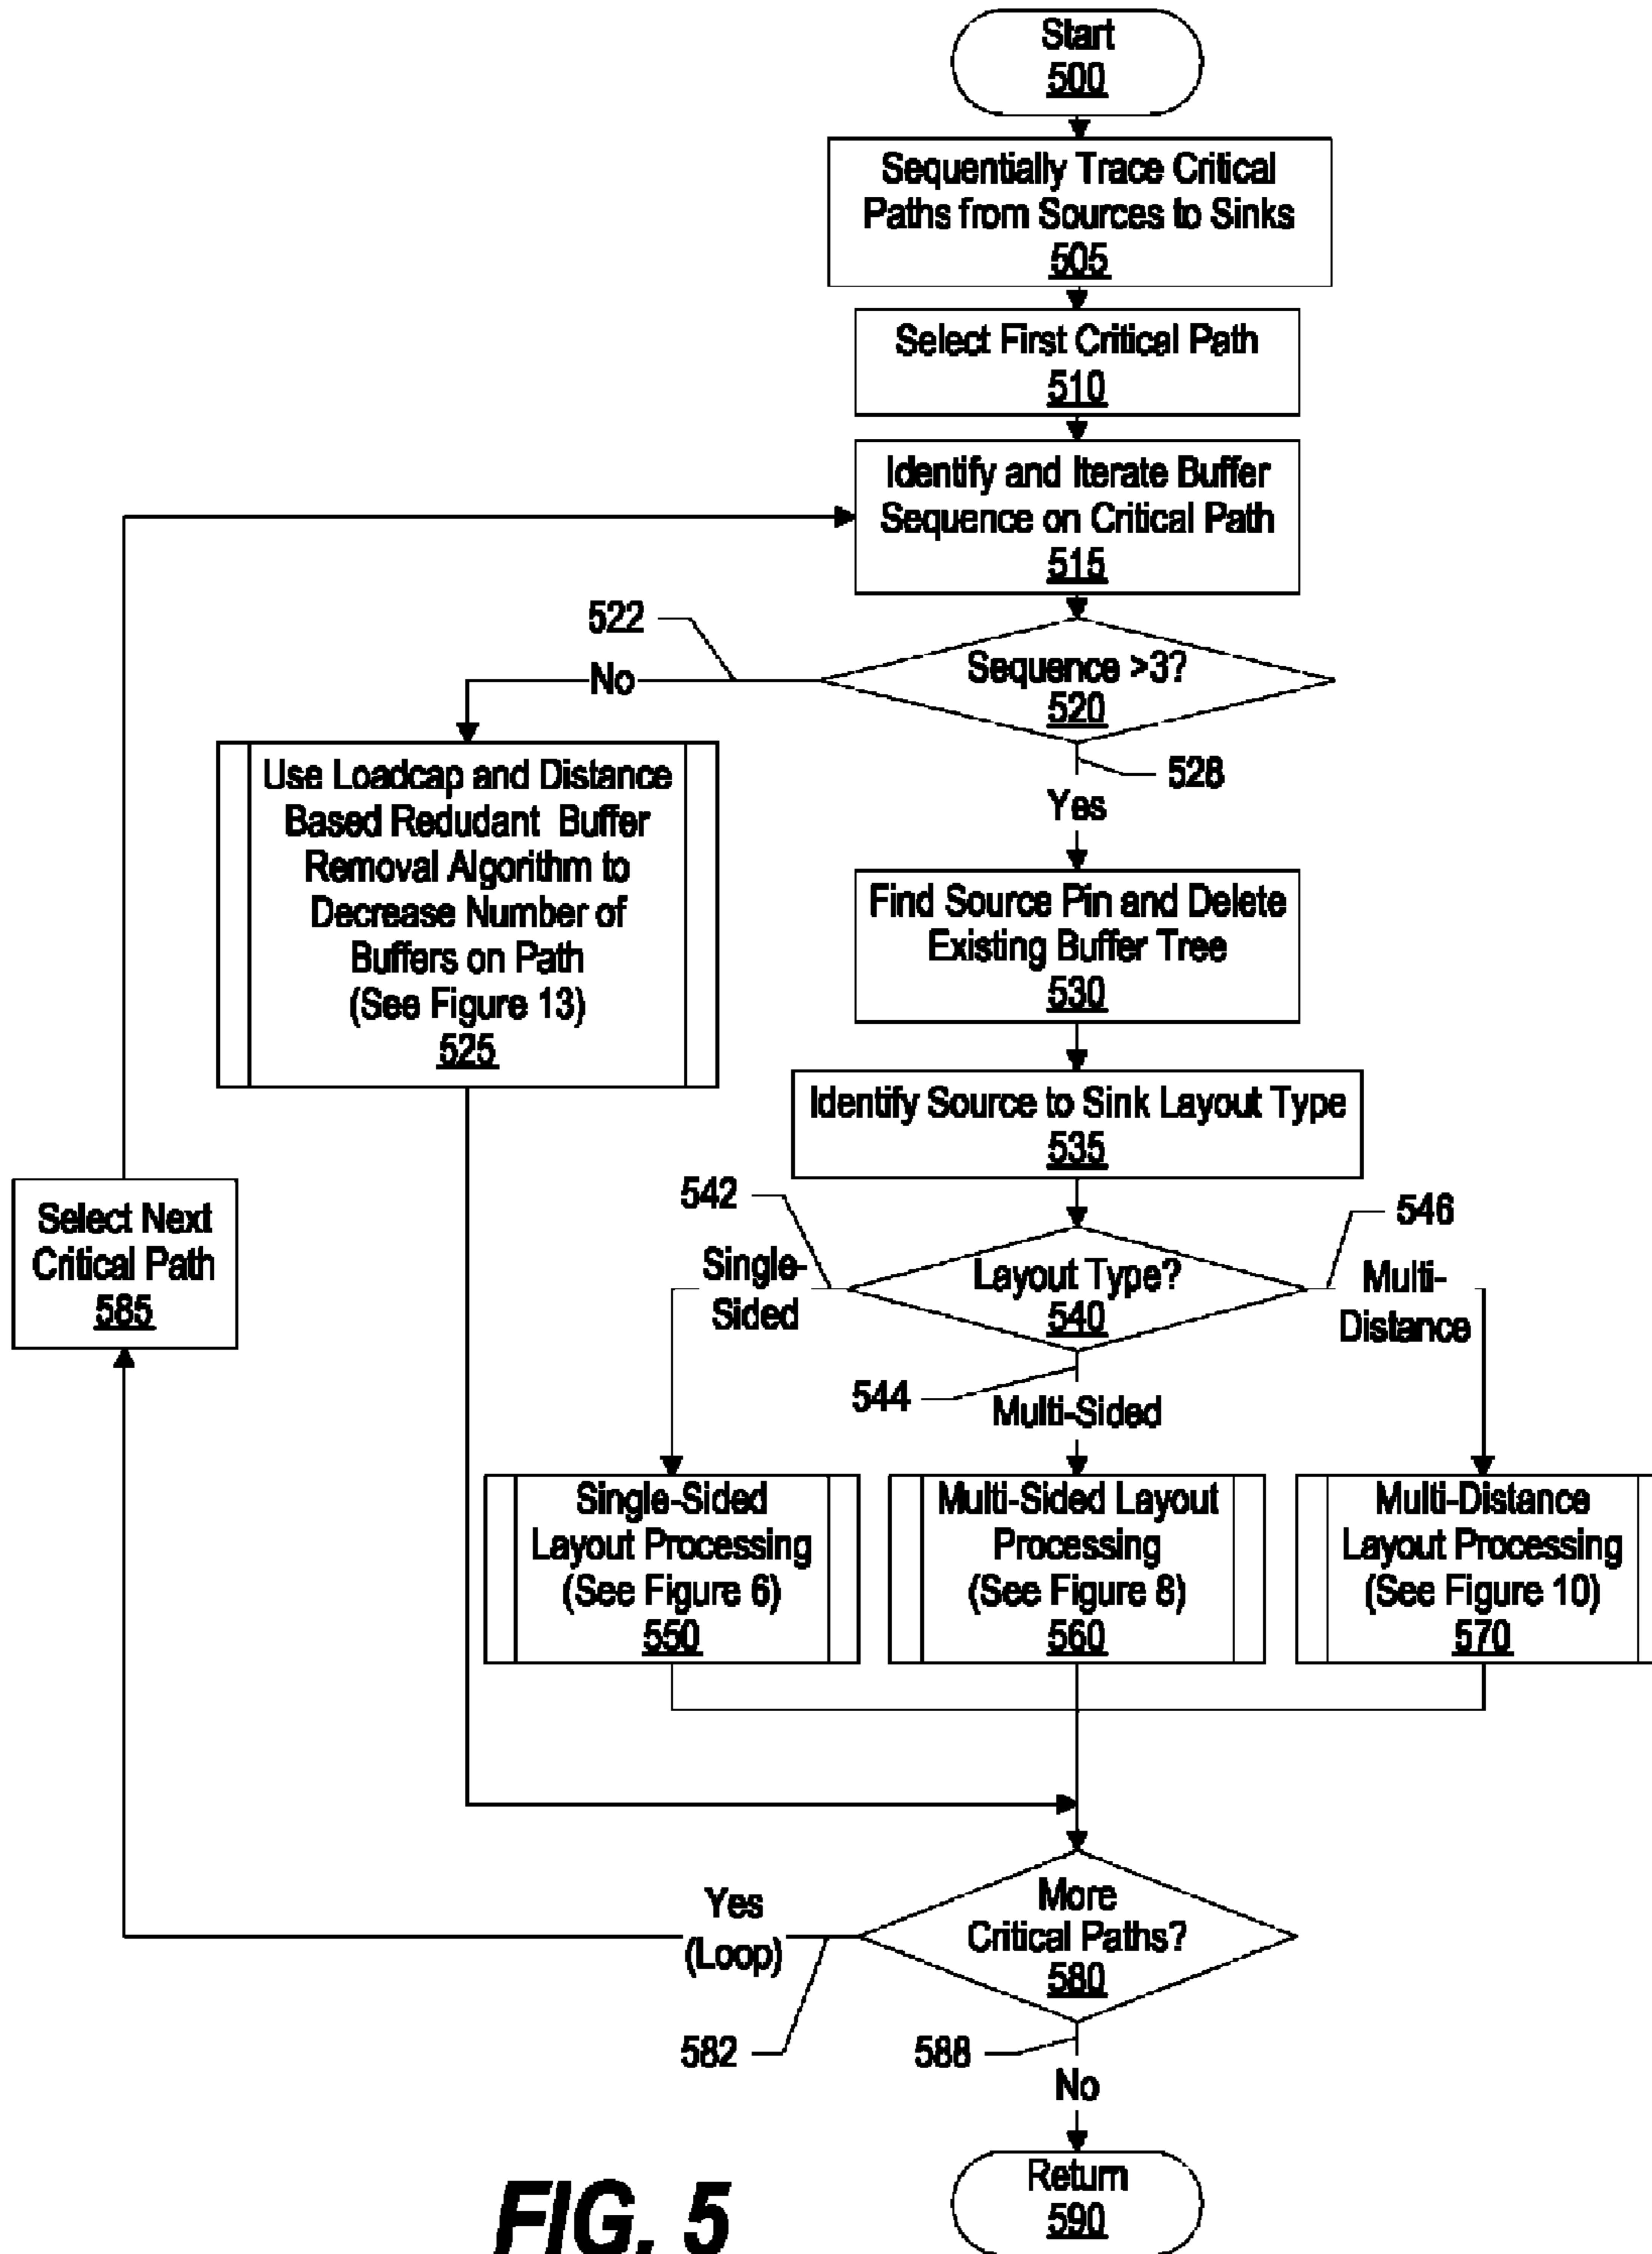 Start
500
Sequentially Trace Critical
Paths from Sources to Sinks
505
Select First Critical Path
510
Identify and Iterate Buffer
Sequence on Critical Path
515
522
No
Sequence >3?
520
528
Yes
Use Loadcap and Distance
Based Redudant Buffer
Removal Algorithm to
Decrease Number of
Buffers on Path
(See Figure 13)
525
Find Source Pin and Delete
Existing Buffer Tree
530
Identify Source to Sink Layout Type
535
Select Next
Critical Path
585
542
Single-
Sided
Layout Type?
540
546
Multi-
Distance
544
Multi-Sided
Single-Sided
Layout Processing
(See Figure 6)
550
Multi-Sided Layout
Processing
(See Figure 8)
560
Multi-Distance
Layout Processing
(See Figure 10)
570
Yes
(Loop)
More
Critical Paths?
580
582
588
No
Return
590
FIG. 5